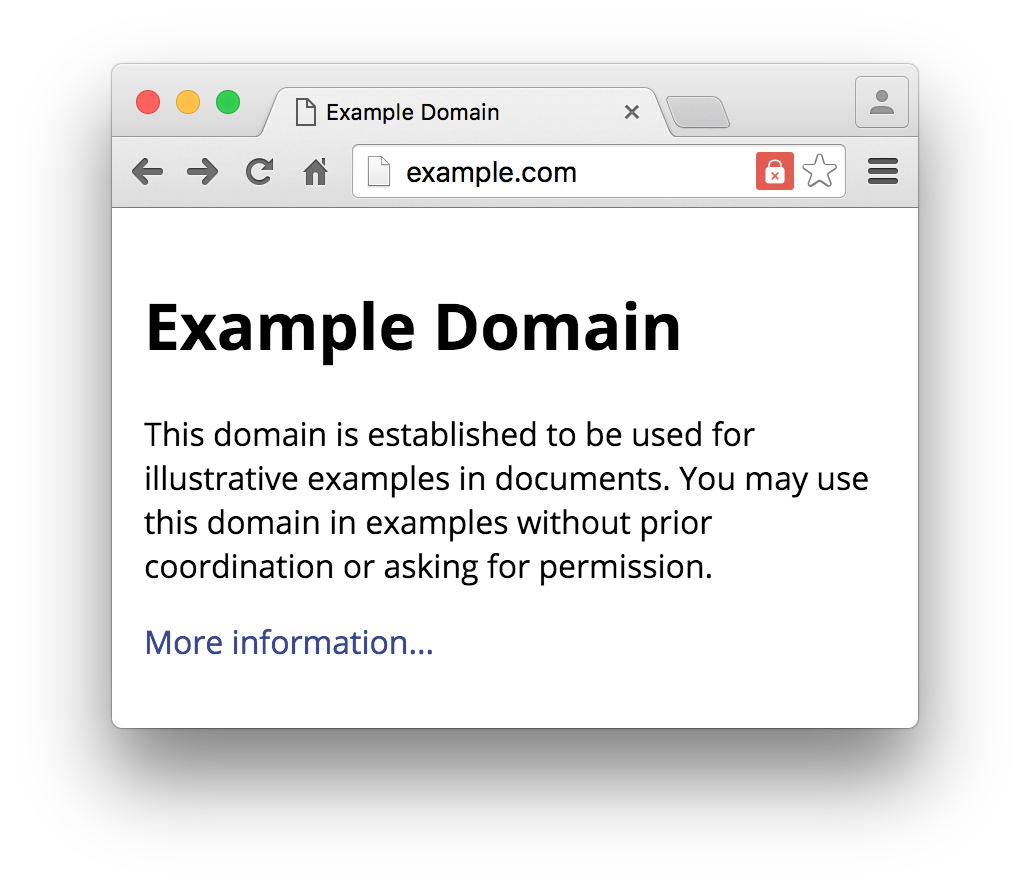 Example Domain
example.com
Example Domain
This domain is established to be used for
illustrative examples in documents. You may use
this domain in examples without prior
coordination or asking for permission.
More information...